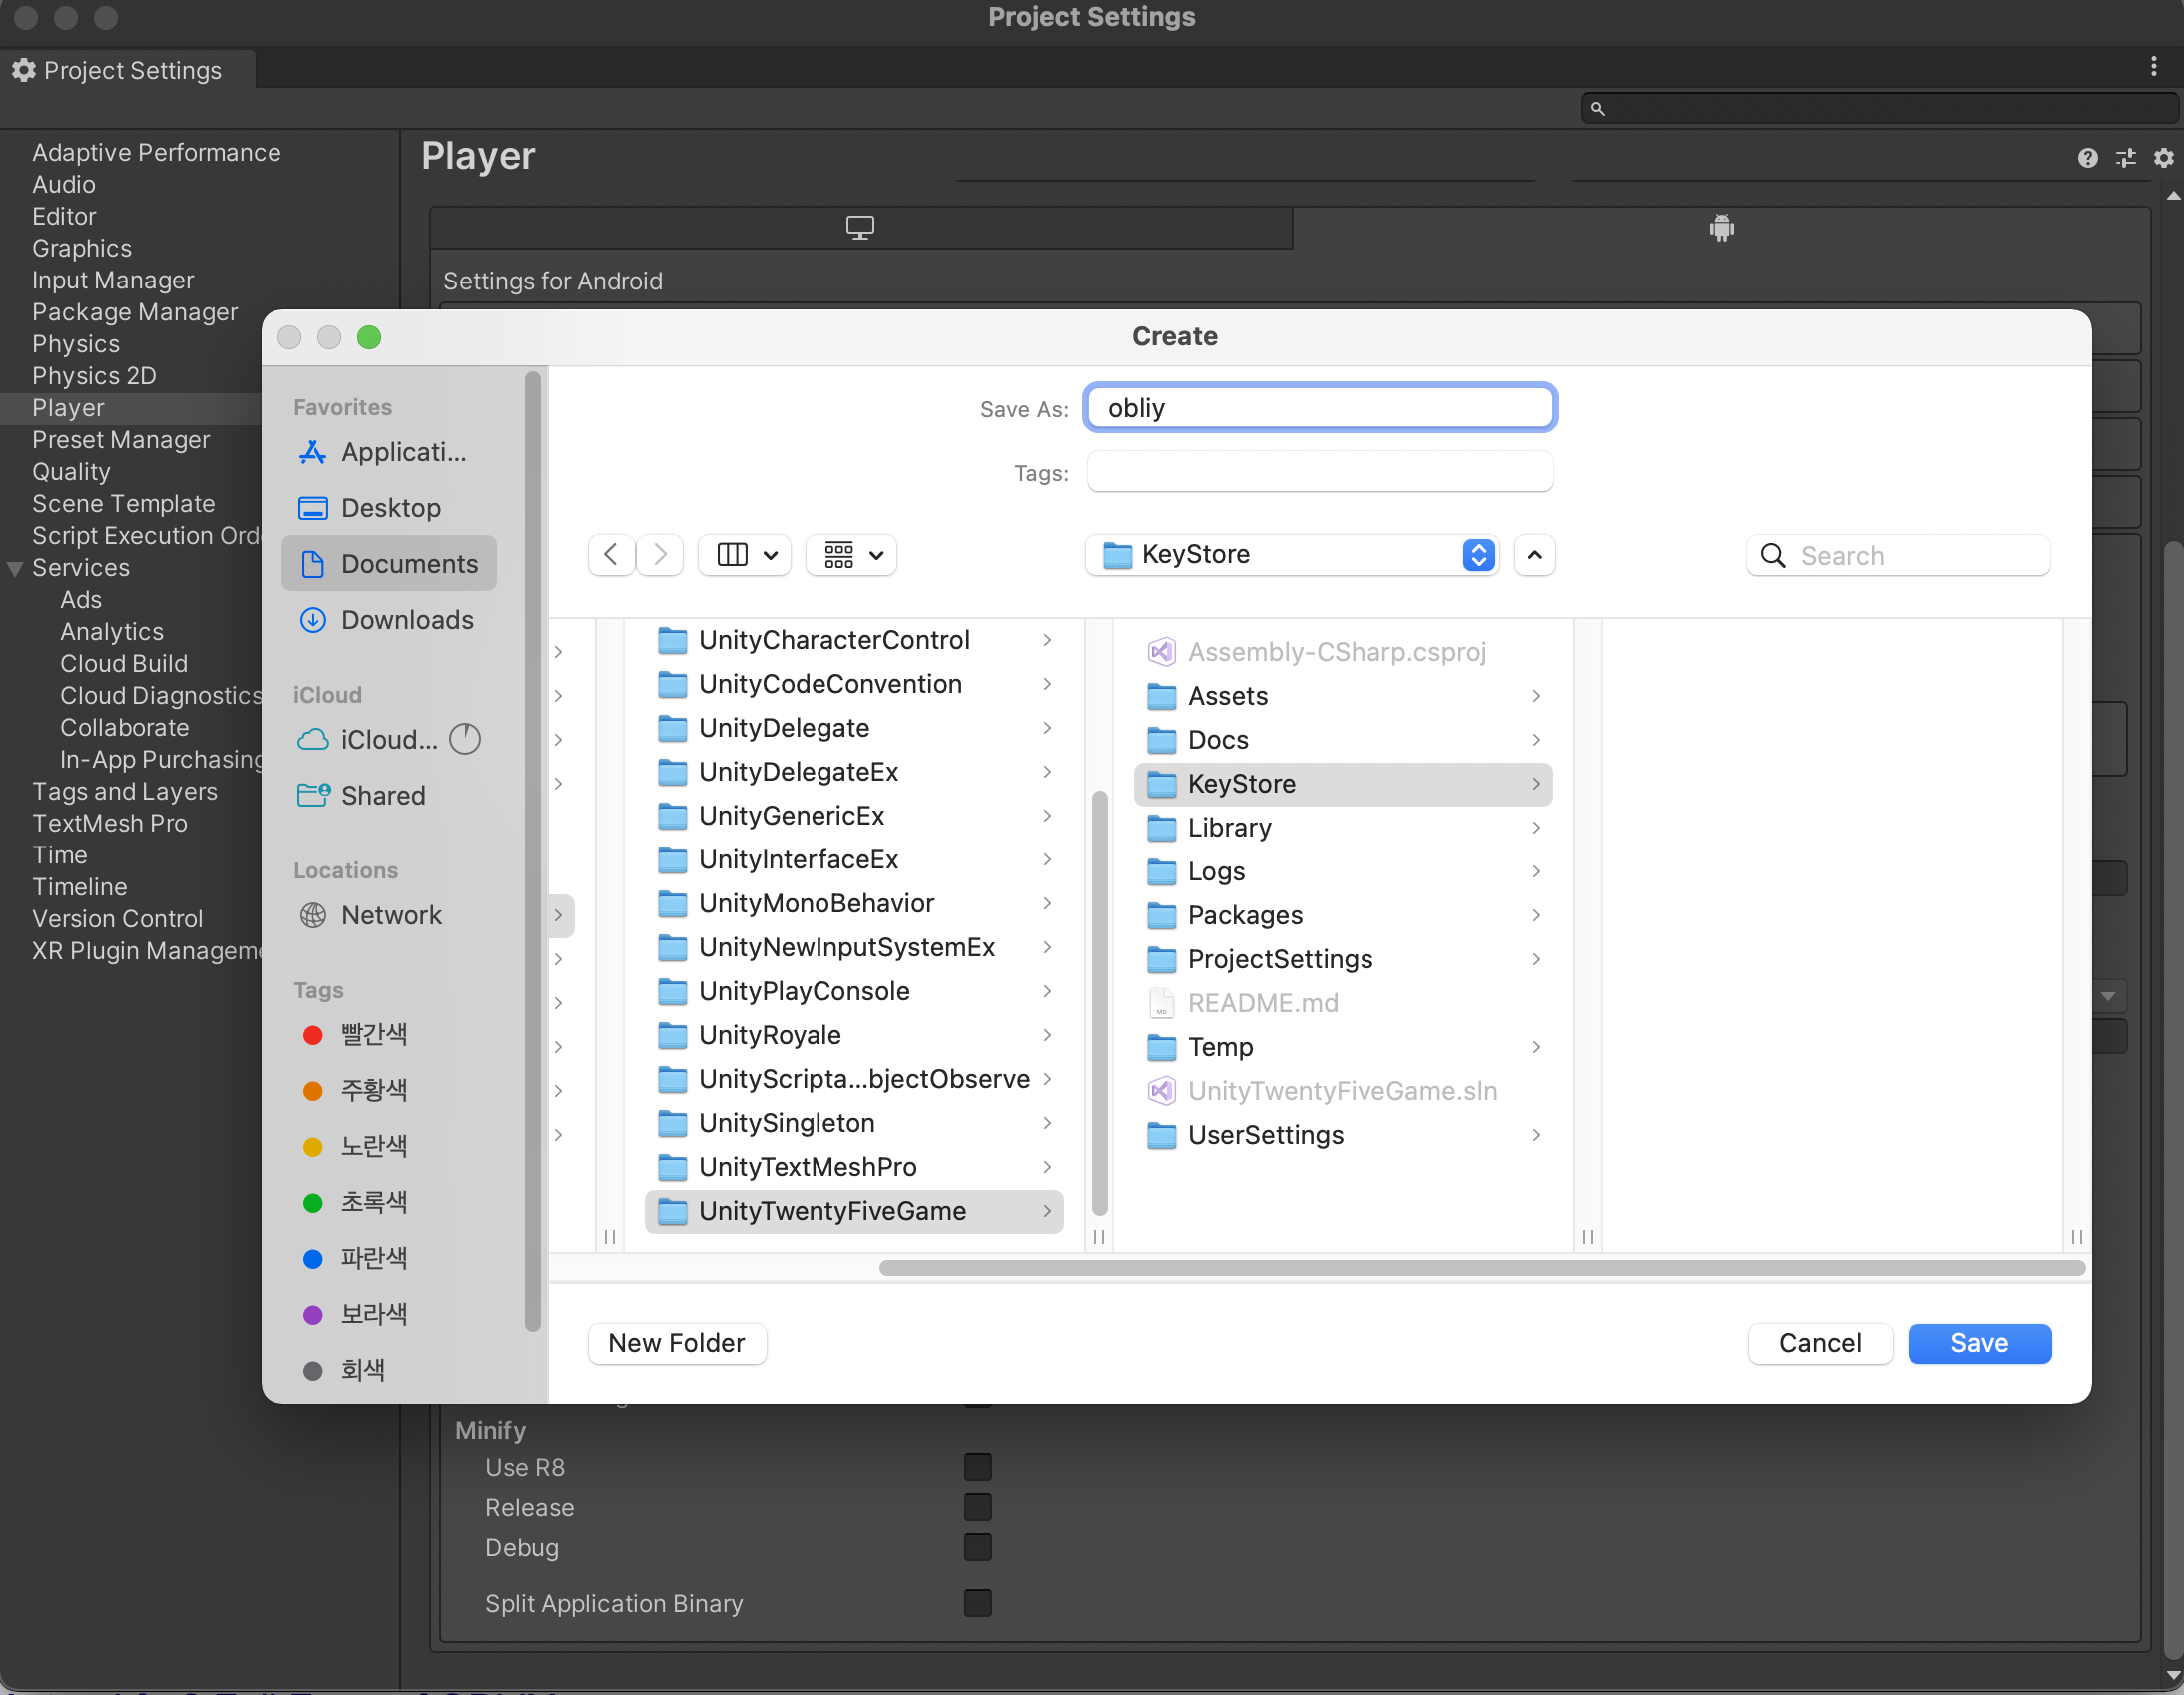 Project Settings
Project Settings
Player
Adaptive Performance
Audio
Editor
Graphics
Input Manager
Package Manager
Physics
Physics 2D
Player
Preset Manager
Quality
Scene Template
Script Execution Ord
Services
Ads
Analytics
Cloud Build
Cloud Diagnostics
Collaborate
In-App Purchasing
Tags and Layers
TextMesh Pro
Time
Timeline
Version Control
XR Plugin Managem
Settings for Android
Create
Save As: obliy
Tags:
KeyStore
Search
Favorites
Applicati...
Desktop
Documents
Downloads
iCloud
iCloud...
Shared
Locations
Network
Tags
빨간색
주황색
노란색
초록색
파란색
보라색
회색
UnityCharacterControl
UnityCodeConvention
UnityDelegate
UnityDelegateEx
UnityGenericEx
UnityInterfaceEx
UnityMonoBehavior
UnityNewInputSystemEx
UnityPlayConsole
UnityRoyale
UnityScripta...bjectObserve
UnitySingleton
UnityTextMeshPro
UnityTwentyFiveGame
Assembly-CSharp.csproj
Assets
Docs
KeyStore
Library
Logs
Packages
ProjectSettings
README.md
Temp
UnityTwentyFiveGame.sln
UserSettings
New Folder
Cancel
Save
Minify
Use R8
Release
Debug
Split Application Binary